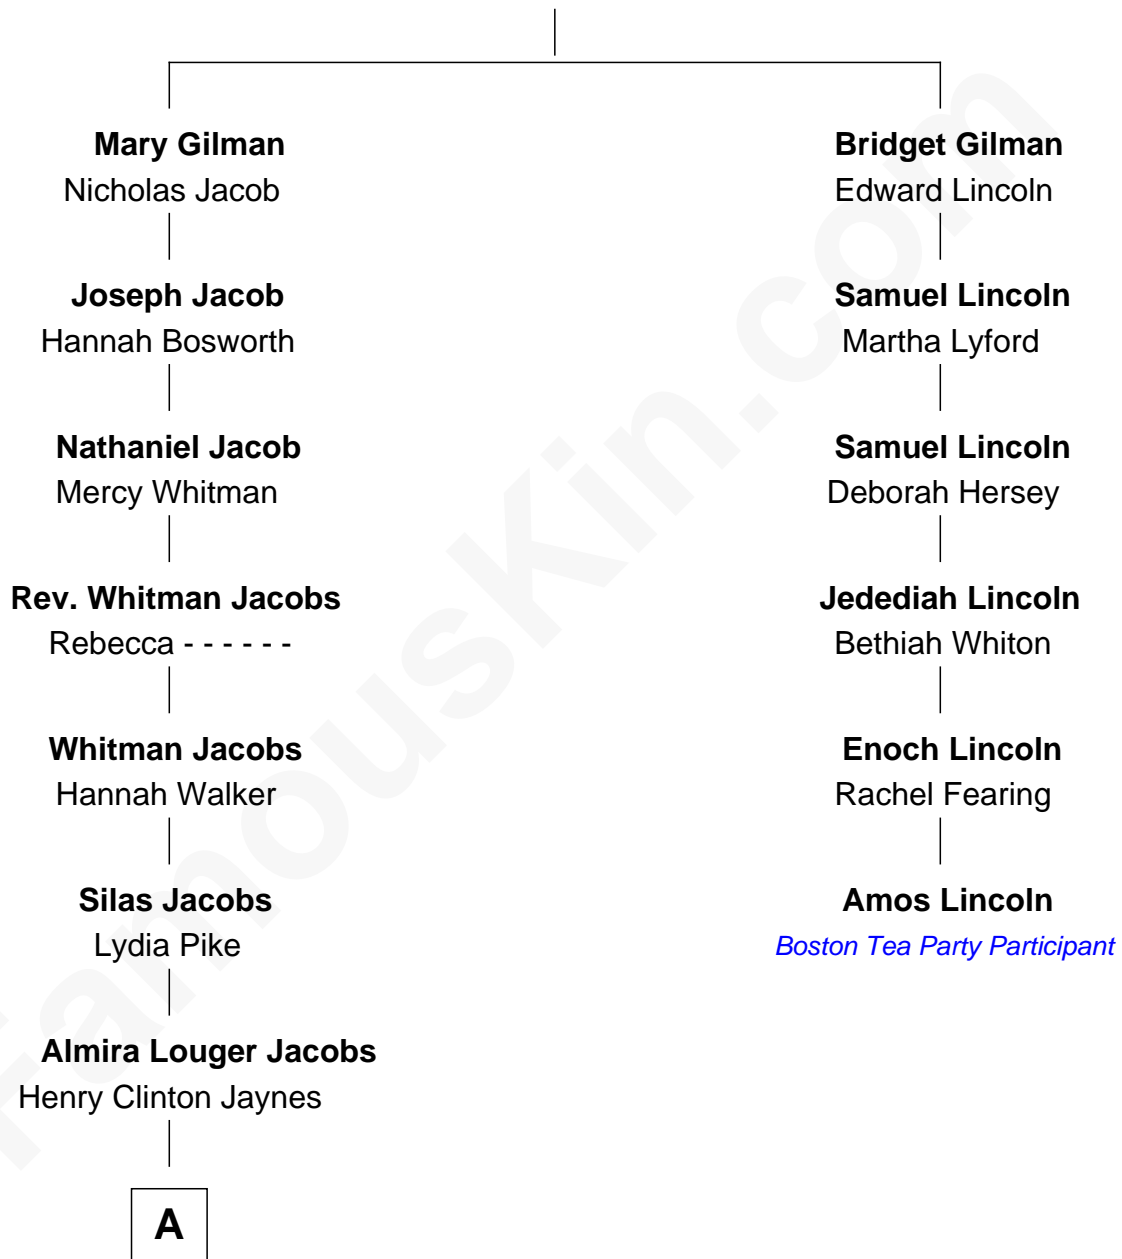 Mary Gilman
Nicholas Jacob
Bridget Gilman
Edward Lincoln
Joseph Jacob
Hannah Bosworth
Samuel Lincoln
Martha Lyford
Nathaniel Jacob
Mercy Whitman
Samuel Lincoln
Deborah Hersey
Rev. Whitman Jacobs
Rebecca - - - - - -
Jedediah Lincoln
Bethiah Whiton
Whitman Jacobs
Hannah Walker
Enoch Lincoln
Rachel Fearing
Silas Jacobs
Lydia Pike
Amos Lincoln
Boston Tea Party Participant
Almira Louger Jacobs
Henry Clinton Jaynes
A
FamousKin.com